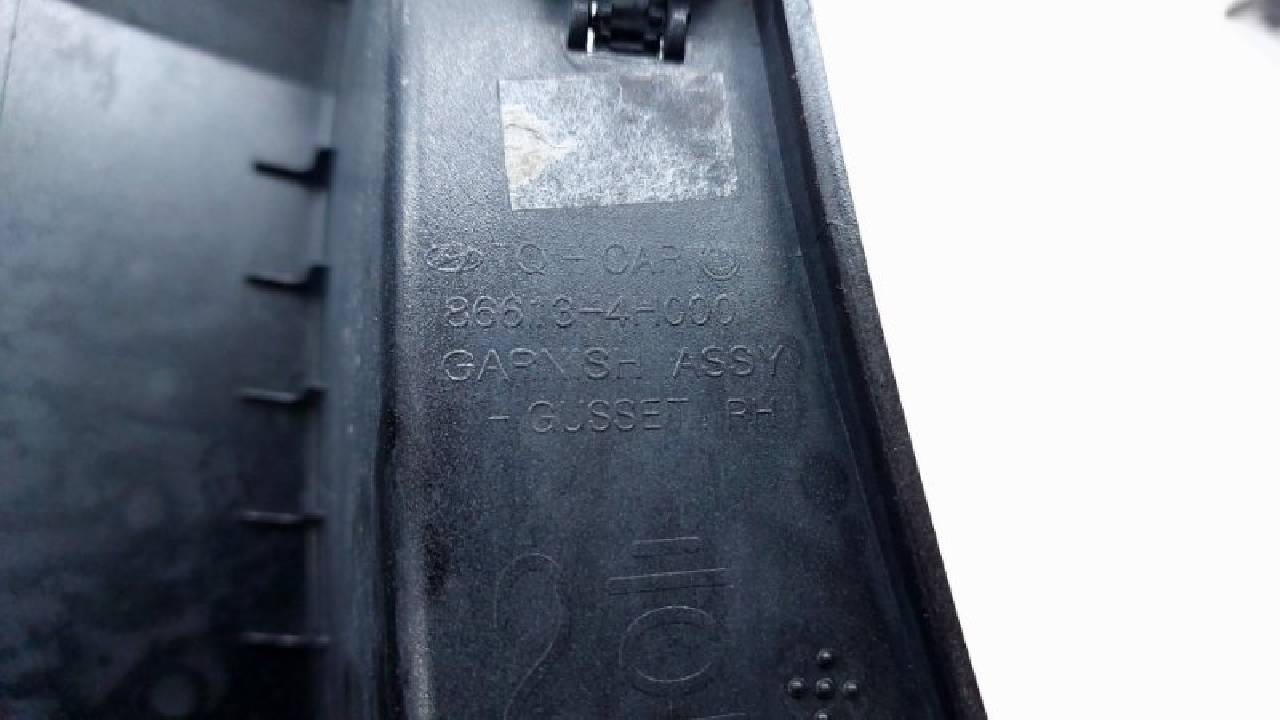 TQ-CAR
86613-4H000
GARNISH ASSY
- GUSSET RH